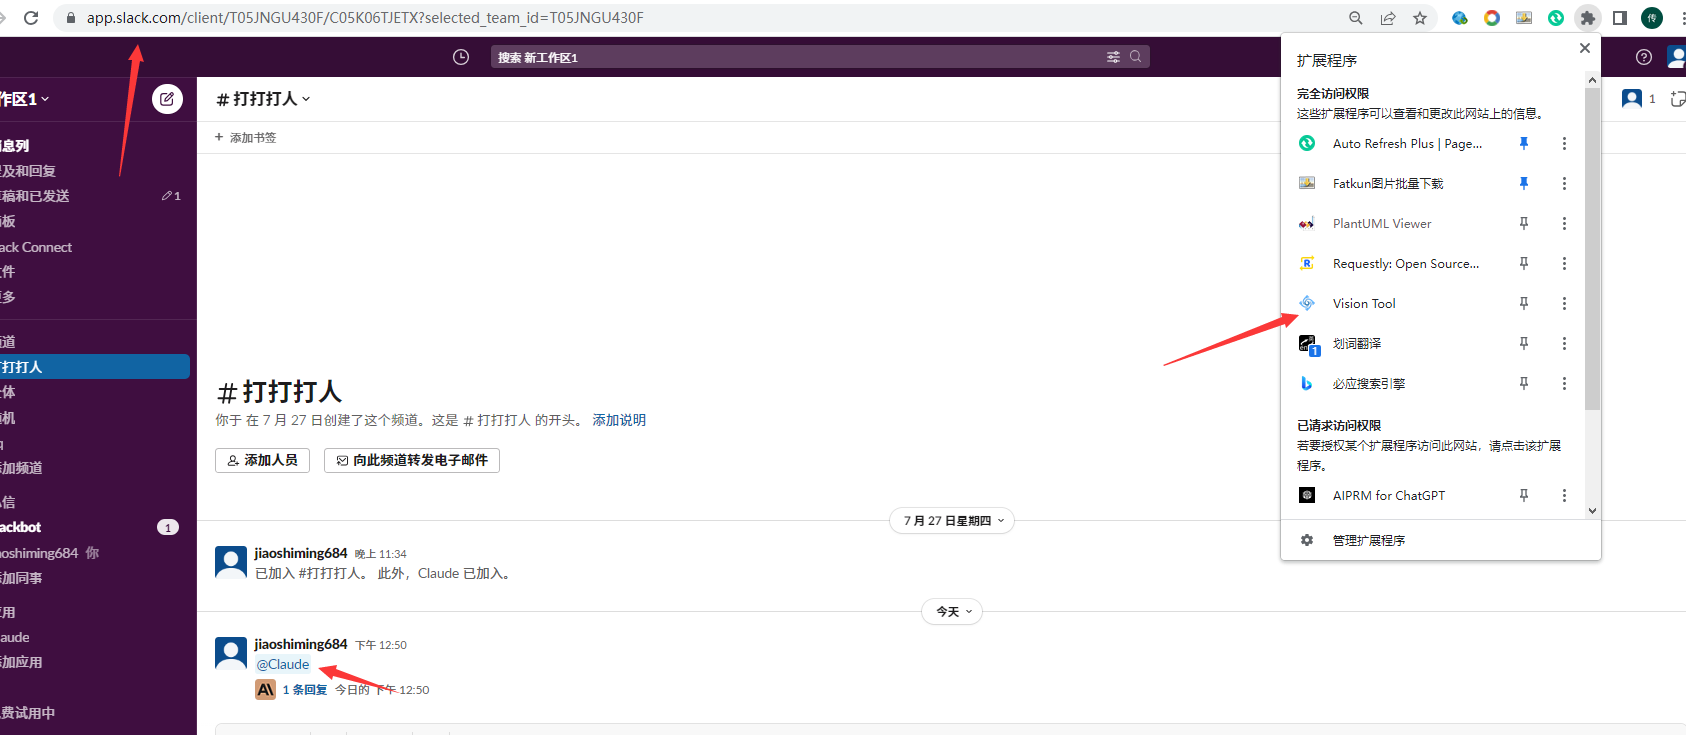 app.slack.com/client/T05JNGU430F/C05K06TJETX?selected_team_id=T05JNGU430F
传
搜索 新工作区1
作区1
息列
及和回复
稿和已发送
1
板
ack Connect
件
多
道
打打人
体
机
添加频道
信
ackbot
1
oshiming684 你
添加同事
用
aude
添加应用
费试用中
# 打打打人
1
+ 添加书签
# 打打打人
你于 在 7 月 27 日创建了这个频道。这是 # 打打打人 的开头。 添加说明
添加人员
向此频道转发电子邮件
7 月 27 日星期四
jiaoshiming684 晚上 11:34
已加入 #打打打人。 此外，Claude 已加入。
今天
jiaoshiming684 下午 12:50
@Claude
1 条回复 今日的 下午 12:50
扩展程序
完全访问权限
这些扩展程序可以查看和更改此网站上的信息。
Auto Refresh Plus | Page...
Fatkun图片批量下载
PlantUML Viewer
Requestly: Open Source...
Vision Tool
划词翻译
1
必应搜索引擎
已请求访问权限
若要授权某个扩展程序访问此网站，请点击该扩展
程序。
AIPRM for ChatGPT
管理扩展程序